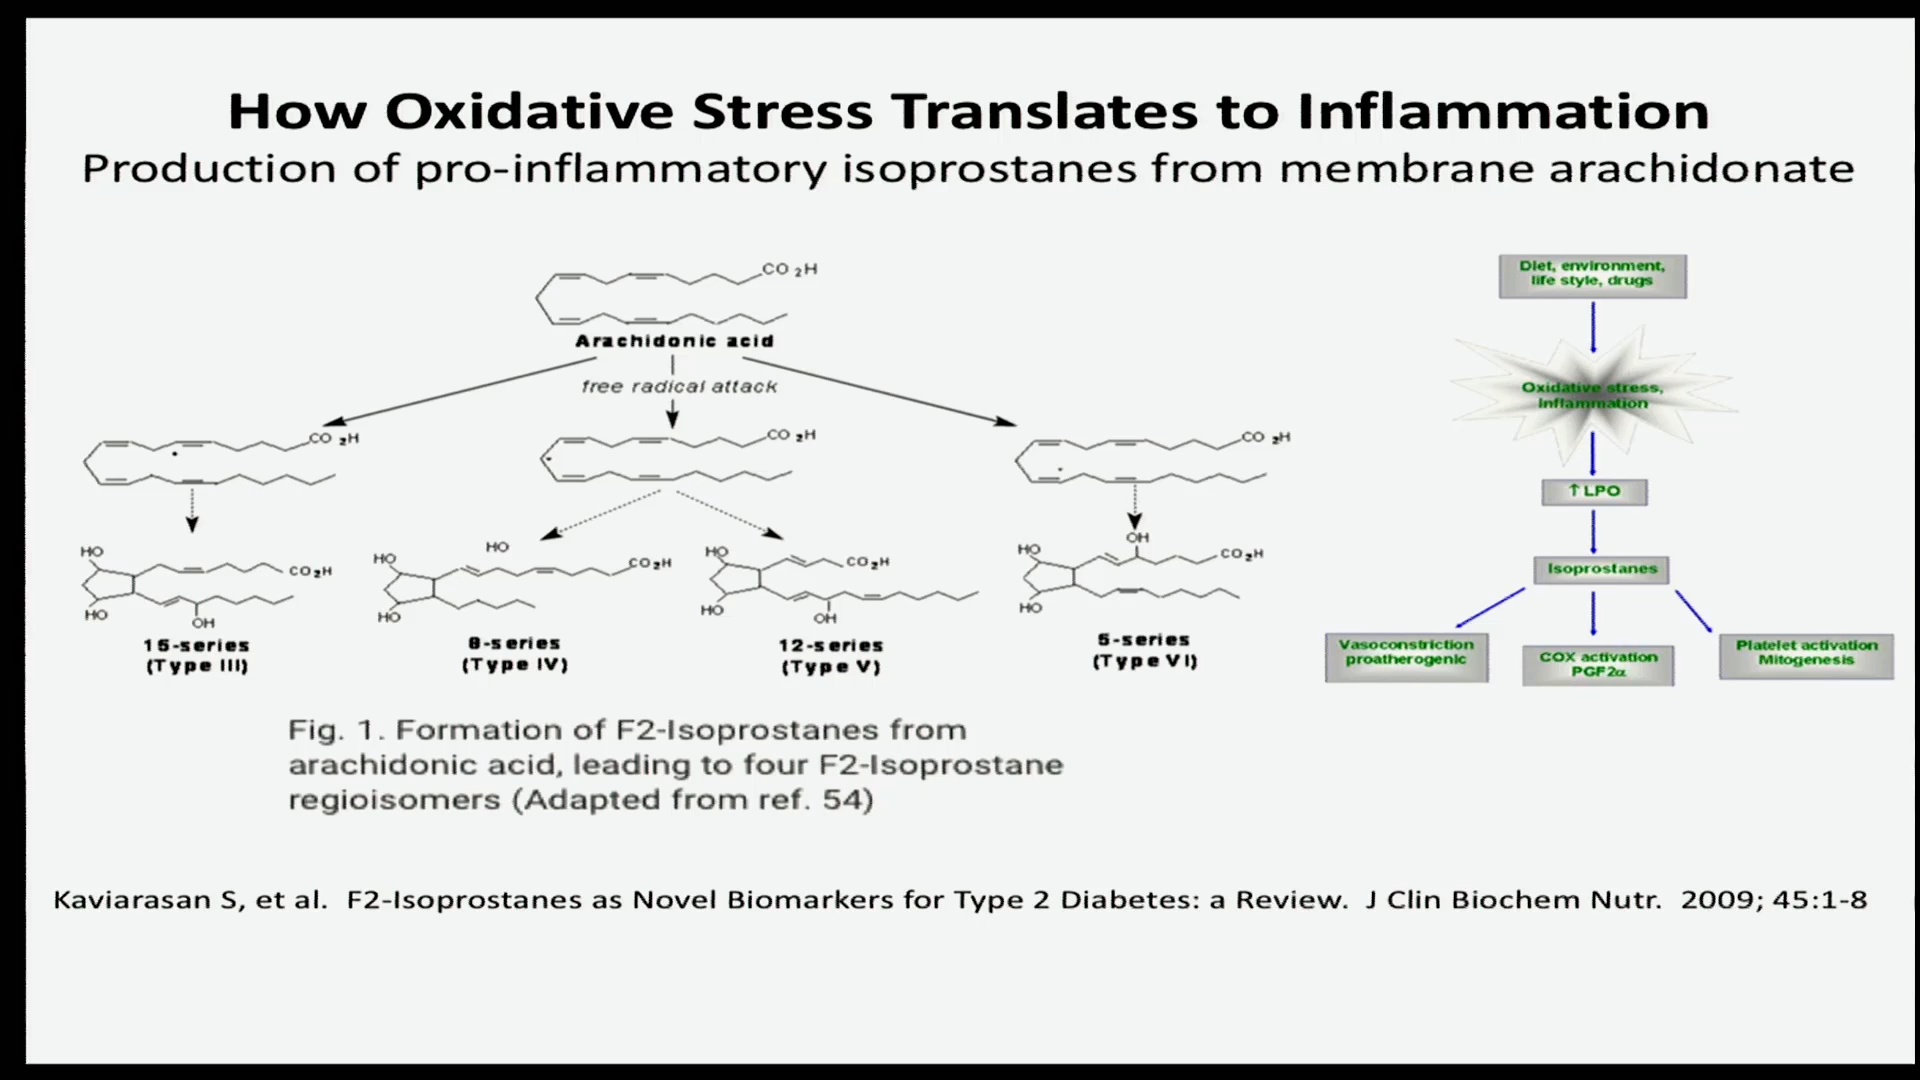 How Oxidative Stress Translates to Inflammation
Production of pro-inflammatory isoprostanes from membrane arachidonate
CO2H
Arachidonic acid
free radical attack
CO2H
CO2H
CO2H
HO
CO2H
HO
OH
15-series
(Type III)
HO
HO
CO2H
HO
8-series
(Type IV)
HO
CO2H
HO
OH
12-series
(Type V)
OH
HO
CO2H
HO
5-series
(Type VI)
Diet, environment,
life style, drugs
Oxidative stress,
Inflammation
↑LPO
Isoprostanes
Vasoconstriction
proatherogenic
COX activation
PGF2α
Platelet activation
Mitogenesis
Fig. 1. Formation of F2-Isoprostanes from
arachidonic acid, leading to four F2-Isoprostane
regioisomers (Adapted from ref. 54)
Kaviarasan S, et al.  F2-Isoprostanes as Novel Biomarkers for Type 2 Diabetes: a Review.  J Clin Biochem Nutr.  2009; 45:1-8